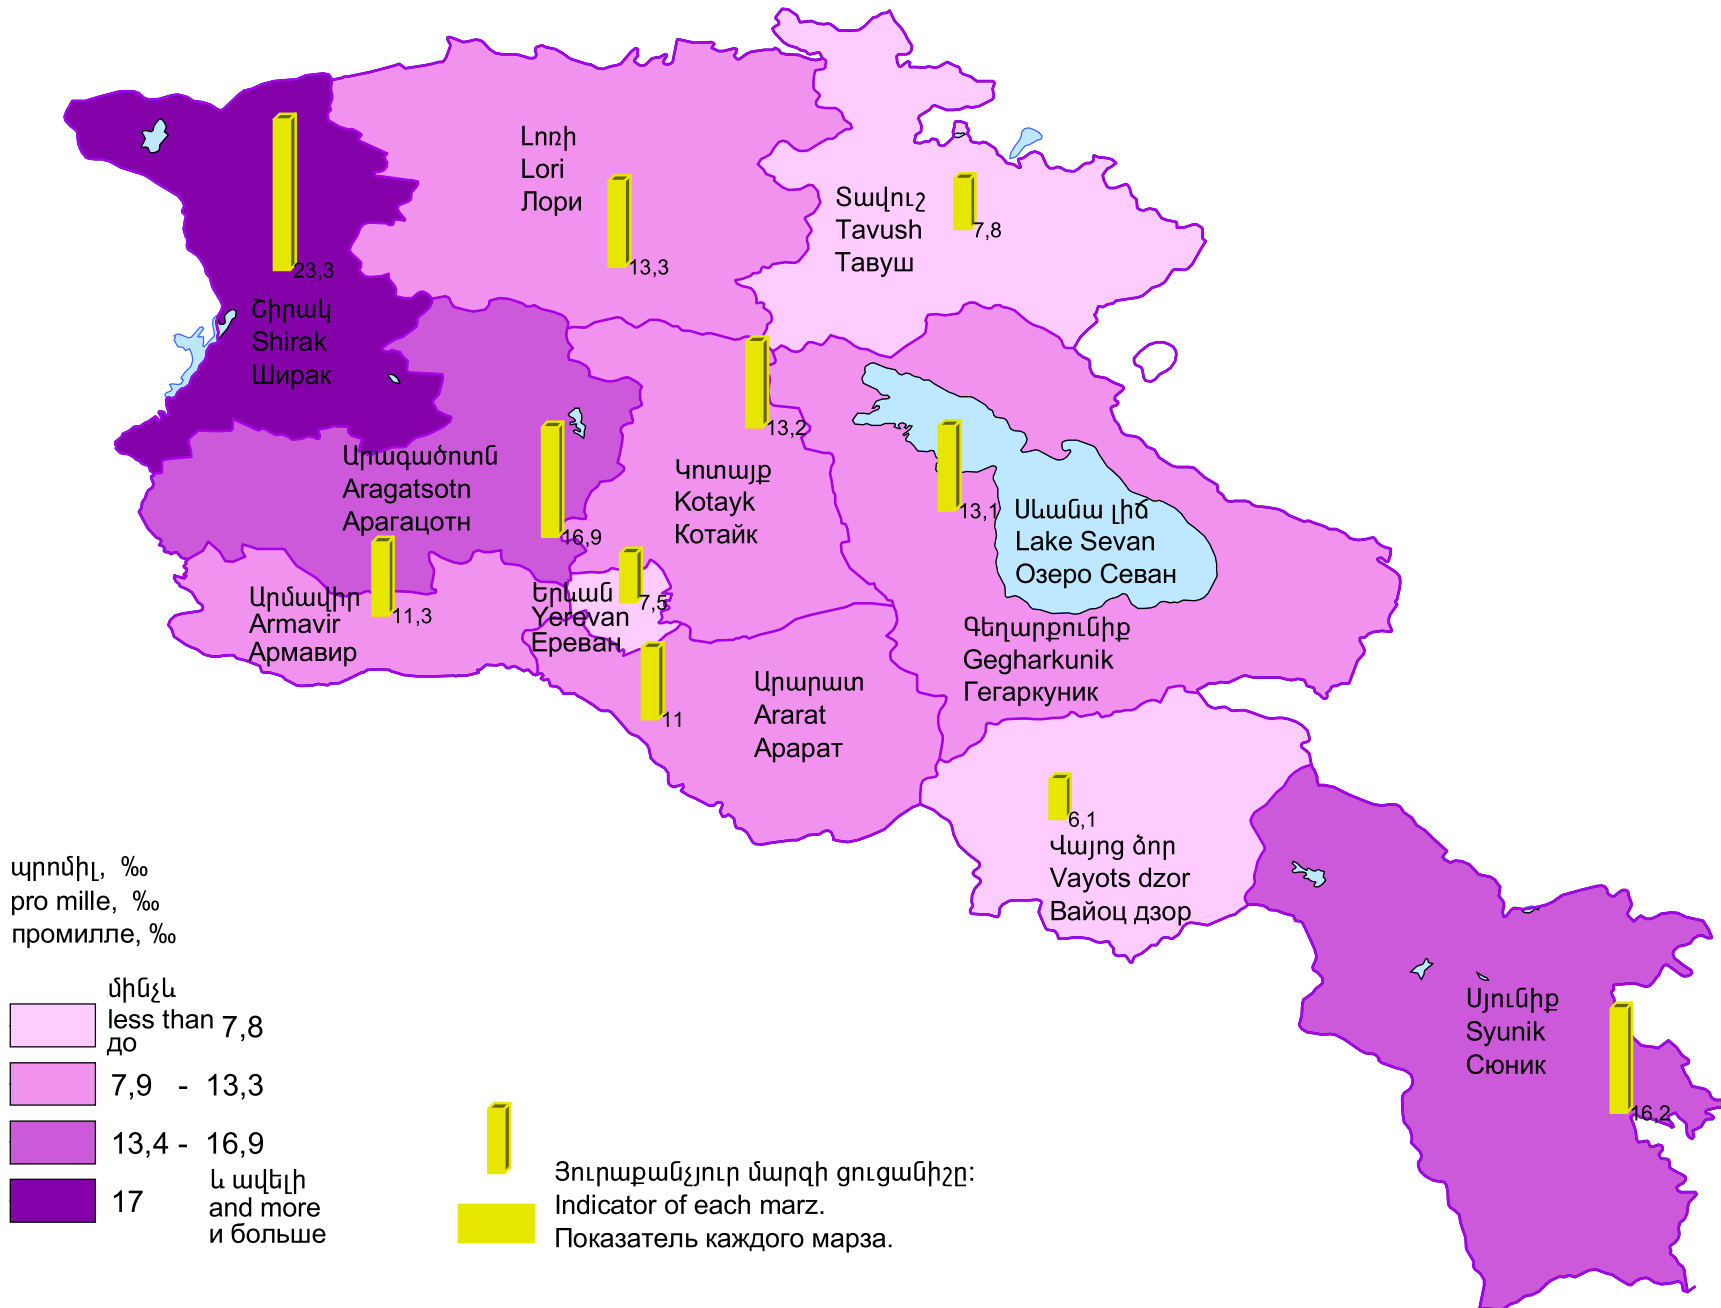 Լոռի
Lori
Лори
13,3
Տավուշ
Tavush
Тавуш
7,8
23,3
Շիրակ
Shirak
Ширак
13,2
Արագածոտն
Aragatsotn
Арагацотн
16,9
Կոտայք
Kotayk
Котайк
13,1
Սևանա լիճ
Lake Sevan
Озеро Севан
Արմավիր
Armavir
Армавир
11,3
Երևան
Yerevan
Ереван
7,5
Գեղարքունիք
Gegharkunik
Гегаркуник
Արարատ
Ararat
Арарат
11
6,1
Վայոց ձոր
Vayots dzor
Вайоц дзор
Սյունիք
Syunik
Сюник
16,2
պրոմիլ, ‰
pro mille, ‰
промилле, ‰
մինչև
less than 7,8
до
7,9 - 13,3
13,4 - 16,9
17
և ավելի
and more
и больше
Յուրաքանչյուր մարզի ցուցանիշը:
Indicator of each marz.
Показатель каждого марза.